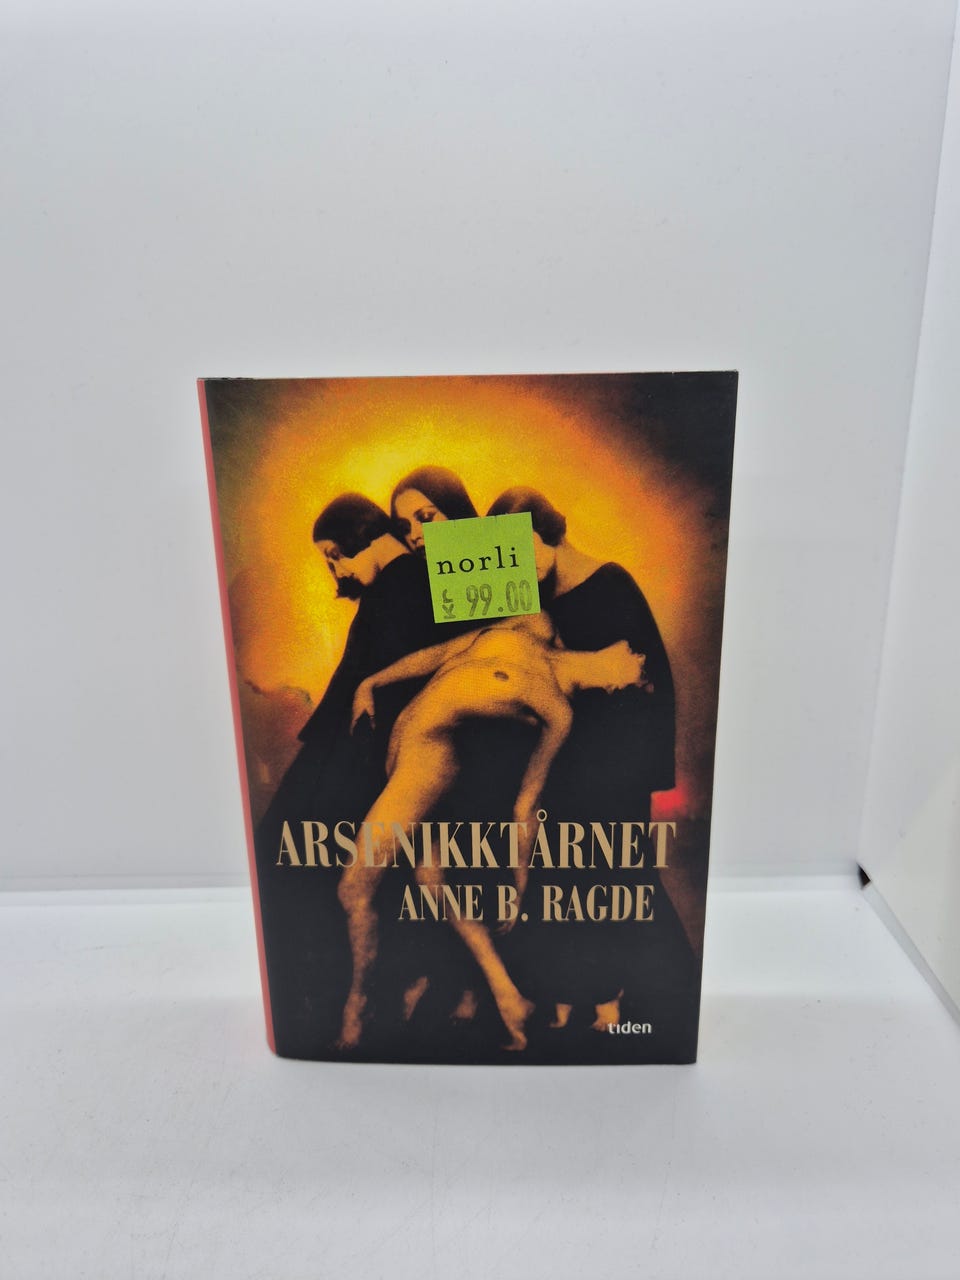 norli
kr 99.00
ARSENIKKTÅRNET
ANNE B. RAGDE
tiden